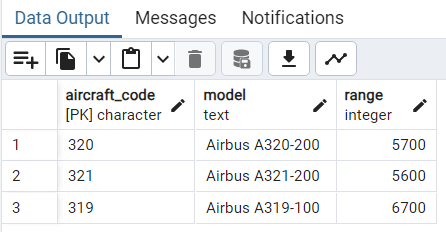 Data Output Messages Notifications
aircraft_code model range
[PK] character text integer
1 320 Airbus A320-200 5700
2 321 Airbus A321-200 5600
3 319 Airbus A319-100 6700